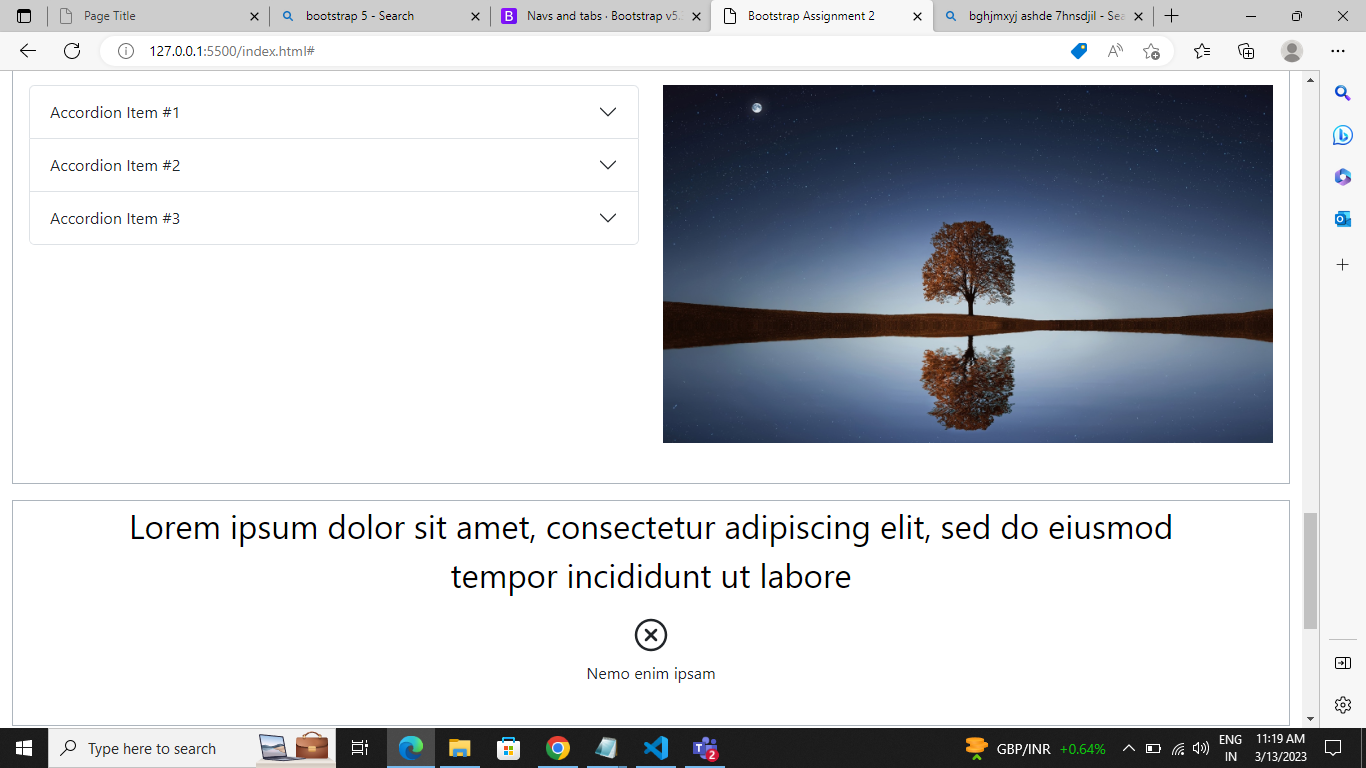 Page Title
bootstrap 5 - Search
B
Navs and tabs · Bootstrap v5.
Bootstrap Assignment 2
bghjmxyj ashde 7hnsdjil - Sea
127.0.0.1:5500/index.html#
Accordion Item #1
Accordion Item #2
Accordion Item #3
Lorem ipsum dolor sit amet, consectetur adipiscing elit, sed do eiusmod
tempor incididunt ut labore
Nemo enim ipsam
Type here to search
2
GBP/INR +0.64%
ENG
IN
11:19 AM
3/13/2023